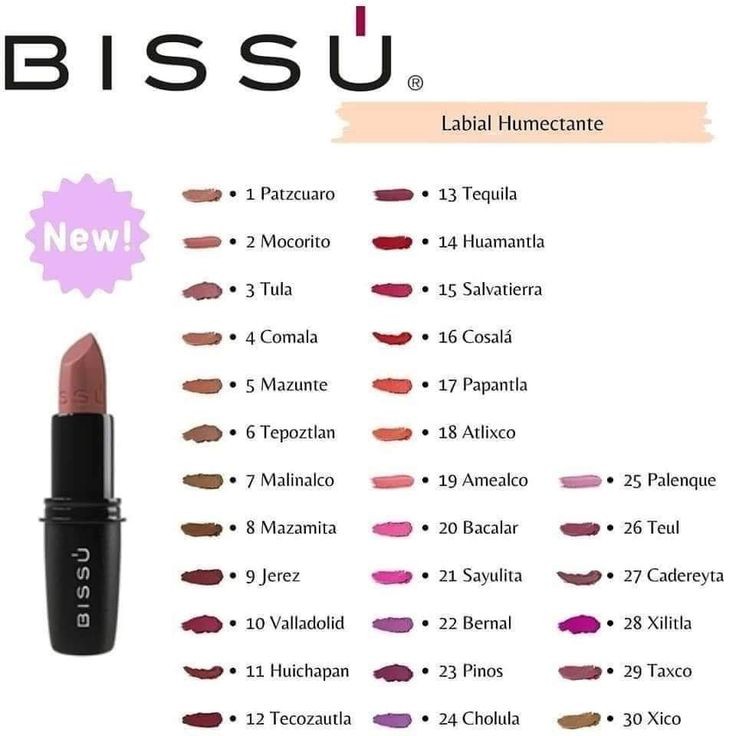 BISSÚ®
Labial Humectante
New!
• 1 Patzcuaro
• 2 Mocorito
• 3 Tula
• 4 Comala
• 5 Mazunte
• 6 Tepoztlan
• 7 Malinalco
• 8 Mazamita
• 9 Jerez
• 10 Valladolid
• 11 Huichapan
• 12 Tecozautla
• 13 Tequila
• 14 Huamantla
• 15 Salvatierra
• 16 Cosalá
• 17 Papantla
• 18 Atlixco
• 19 Amealco
• 20 Bacalar
• 21 Sayulita
• 22 Bernal
• 23 Pinos
• 24 Cholula
• 25 Palenque
• 26 Teul
• 27 Cadereyta
• 28 Xilitla
• 29 Taxco
• 30 Xico
BISSÚ